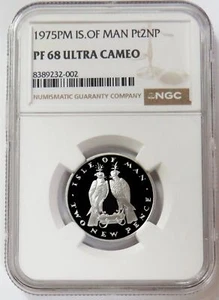 1975PM IS.OF MAN Pt2NP
PF 68 ULTRA CAMEO
8389232-002
NUMISMATIC GUARANTY COMPANY
NGC
ISLE OF MAN
TWO NEW PENCE